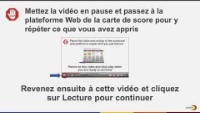 Mettez la vidéo en pause et passez à la
plateforme Web de la carte de score pour y
répéter ce que vous avez appris
Revenez ensuite à cette vidéo et cliquez
sur Lecture pour continuer